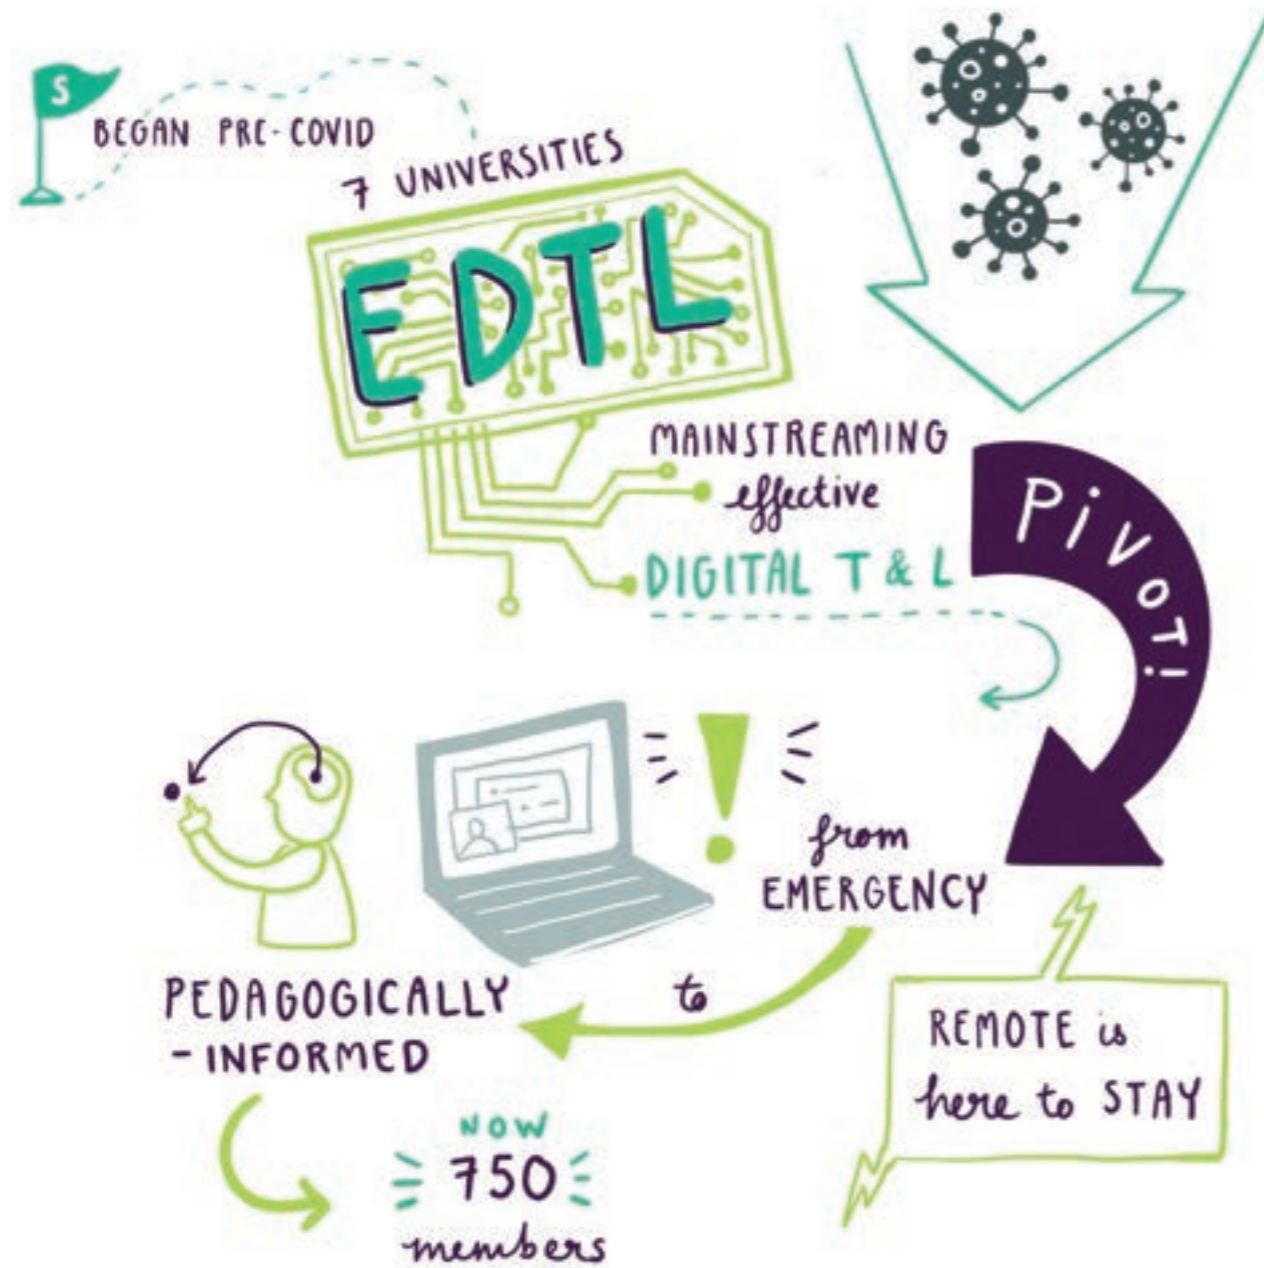 S
BEGAN PRE-COVID
7 UNIVERSITIES
EDTL
MAINSTREAMING
effective
DIGITAL T & L
PIVOT!
from
EMERGENCY
to
PEDAGOGICALLY
- INFORMED
REMOTE is
here to STAY
NOW
750
members